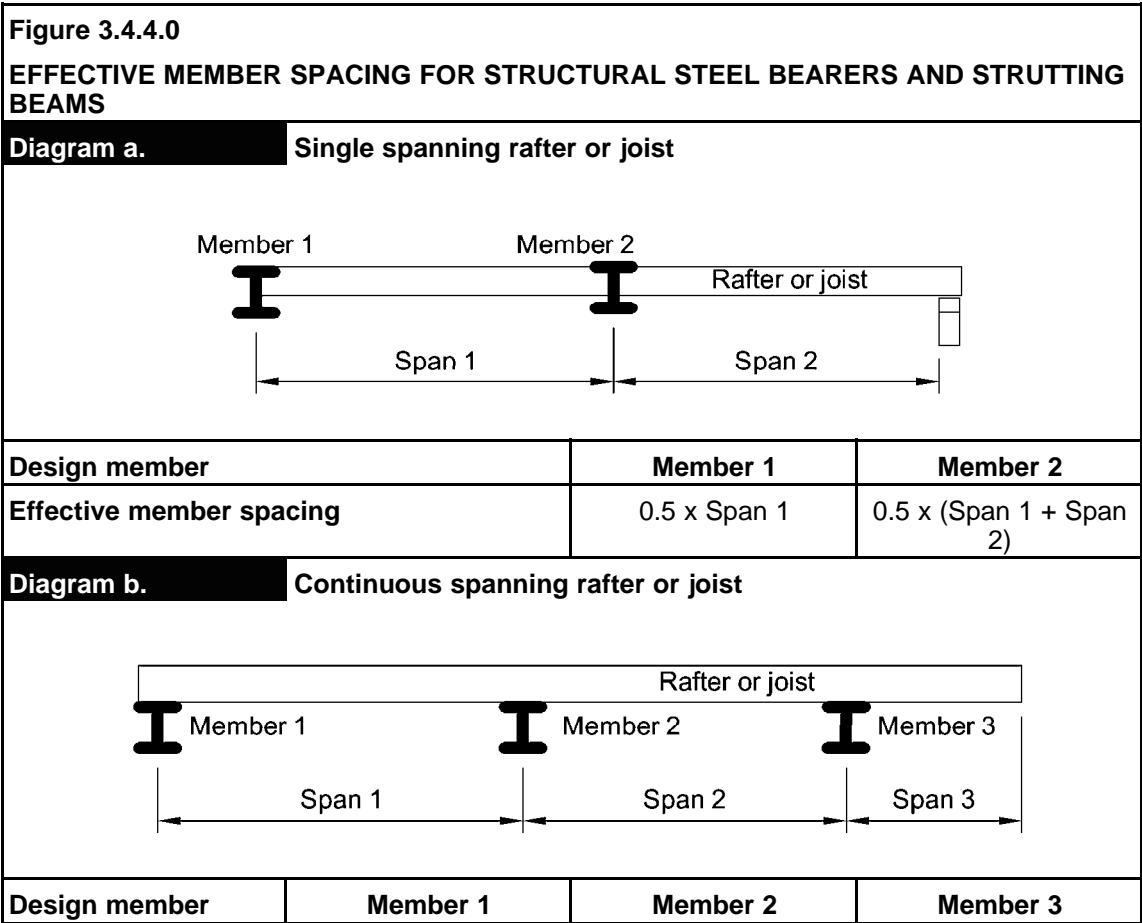 Figure 3.4.4.0
EFFECTIVE MEMBER SPACING FOR STRUCTURAL STEEL BEARERS AND STRUTTING
BEAMS
Diagram a. Single spanning rafter or joist
Member 1 Member 2
Rafter or joist
Span 1 Span 2
Design member Member 1 Member 2
Effective member spacing 0.5 x Span 1 0.5 x (Span 1 + Span
2)
Diagram b. Continuous spanning rafter or joist
Rafter or joist
Member 1 Member 2 Member 3
Span 1 Span 2 Span 3
Design member Member 1 Member 2 Member 3